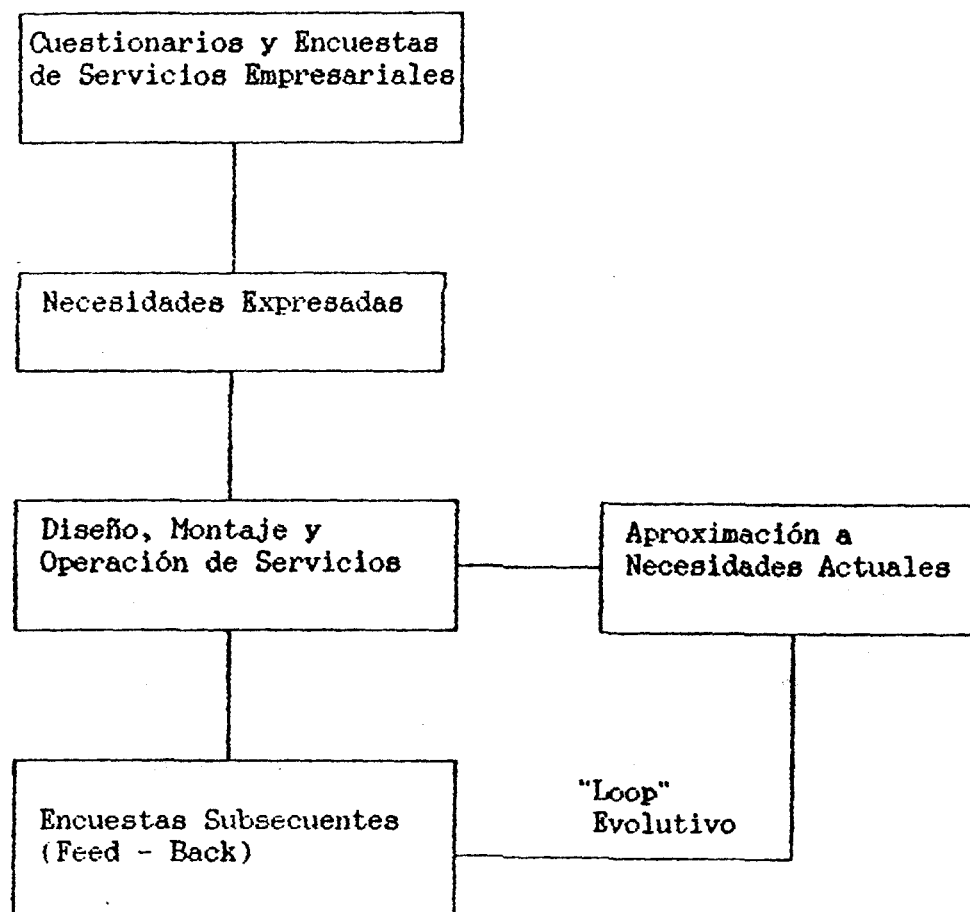 Cuestionarios y Encuestas
de Servicios Empresariales
Necesidades Expresadas
Diseño, Montaje y
Operación de Servicios
Aproximación a
Necesidades Actuales
Encuestas Subsecuentes
(Feed - Back)
"Loop"
Evolutivo